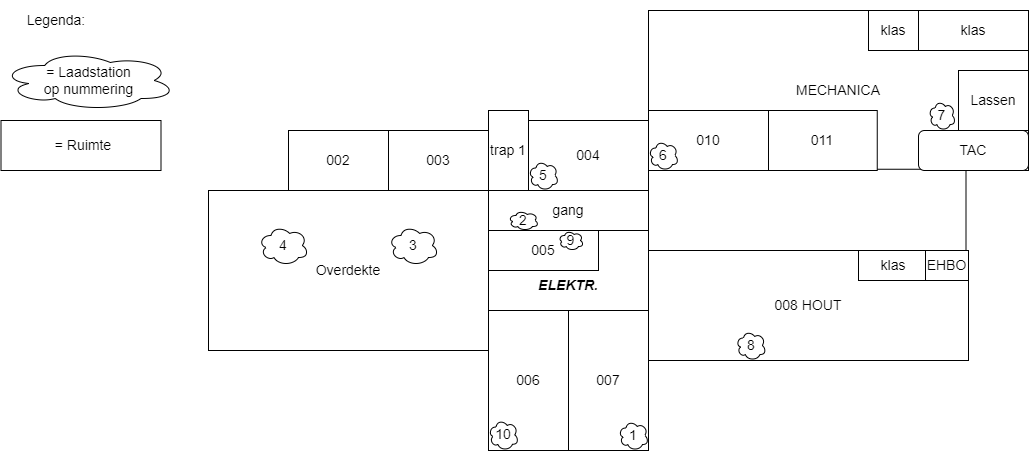 Legenda:
= Laadstation
op nummering
= Ruimte
klas
klas
MECHANICA
Lassen
7
TAC
002
003
trap 1
004
5
6
010
011
gang
2
005
9
4
3
Overdekte
ELEKTR.
klas
EHBO
008 HOUT
8
006
007
10
1